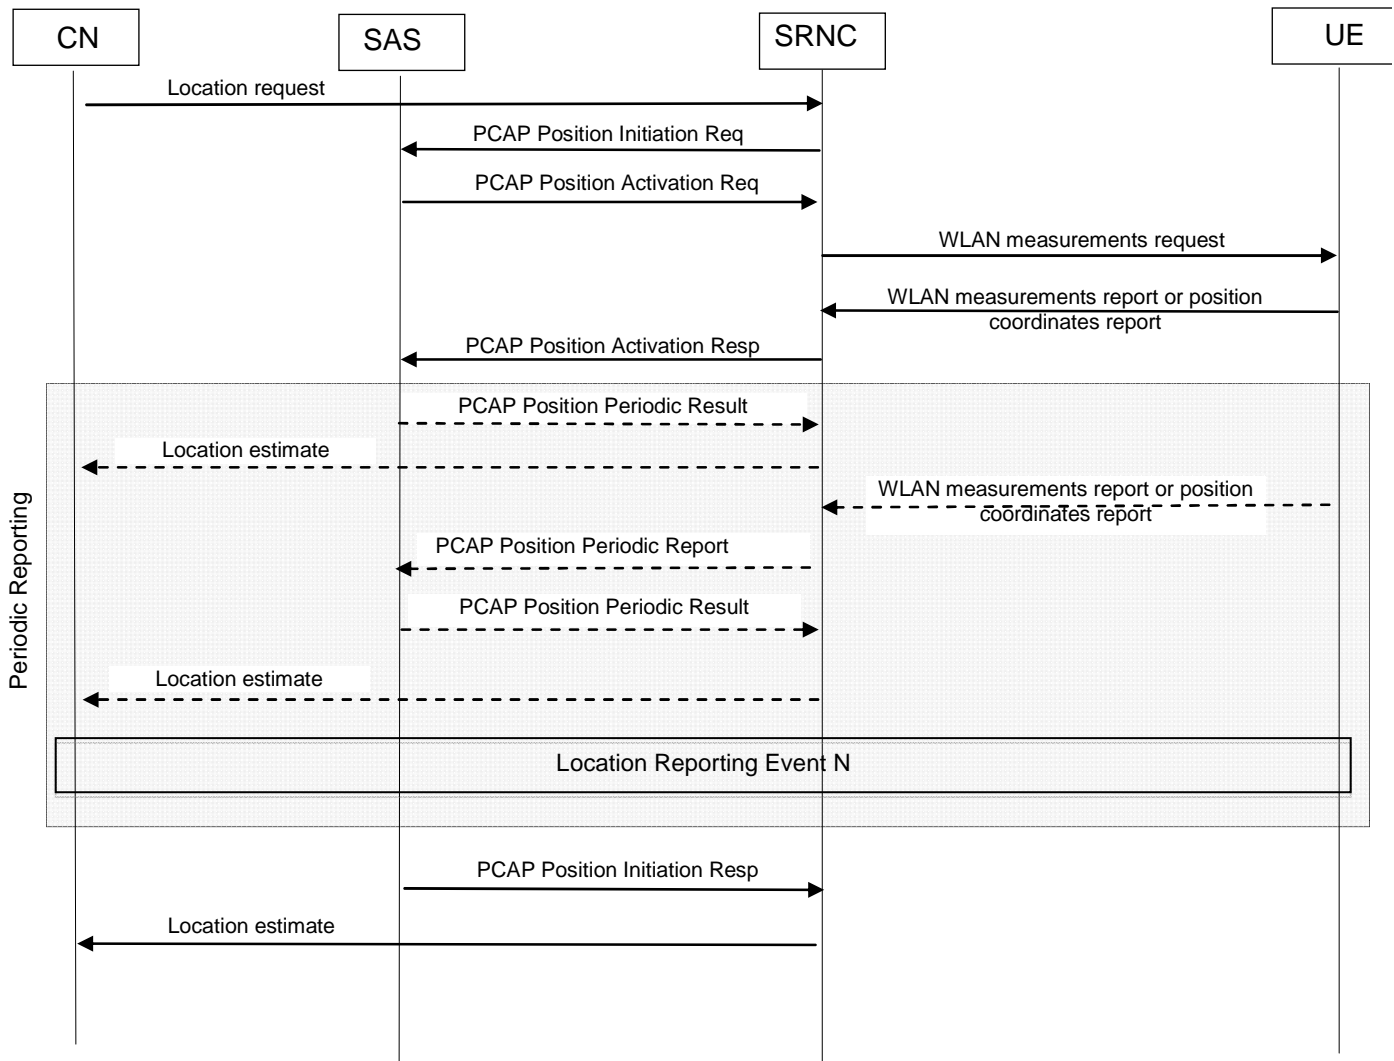 CN
SAS
SRNC
UE
Location request
PCAP Position Initiation Req
PCAP Position Activation Req
WLAN measurements request
WLAN measurements report or position
coordinates report
PCAP Position Activation Resp
Periodic Reporting
PCAP Position Periodic Result
Location estimate
WLAN measurements report or position
coordinates report
PCAP Position Periodic Report
PCAP Position Periodic Result
Location estimate
Location Reporting Event N
PCAP Position Initiation Resp
Location estimate